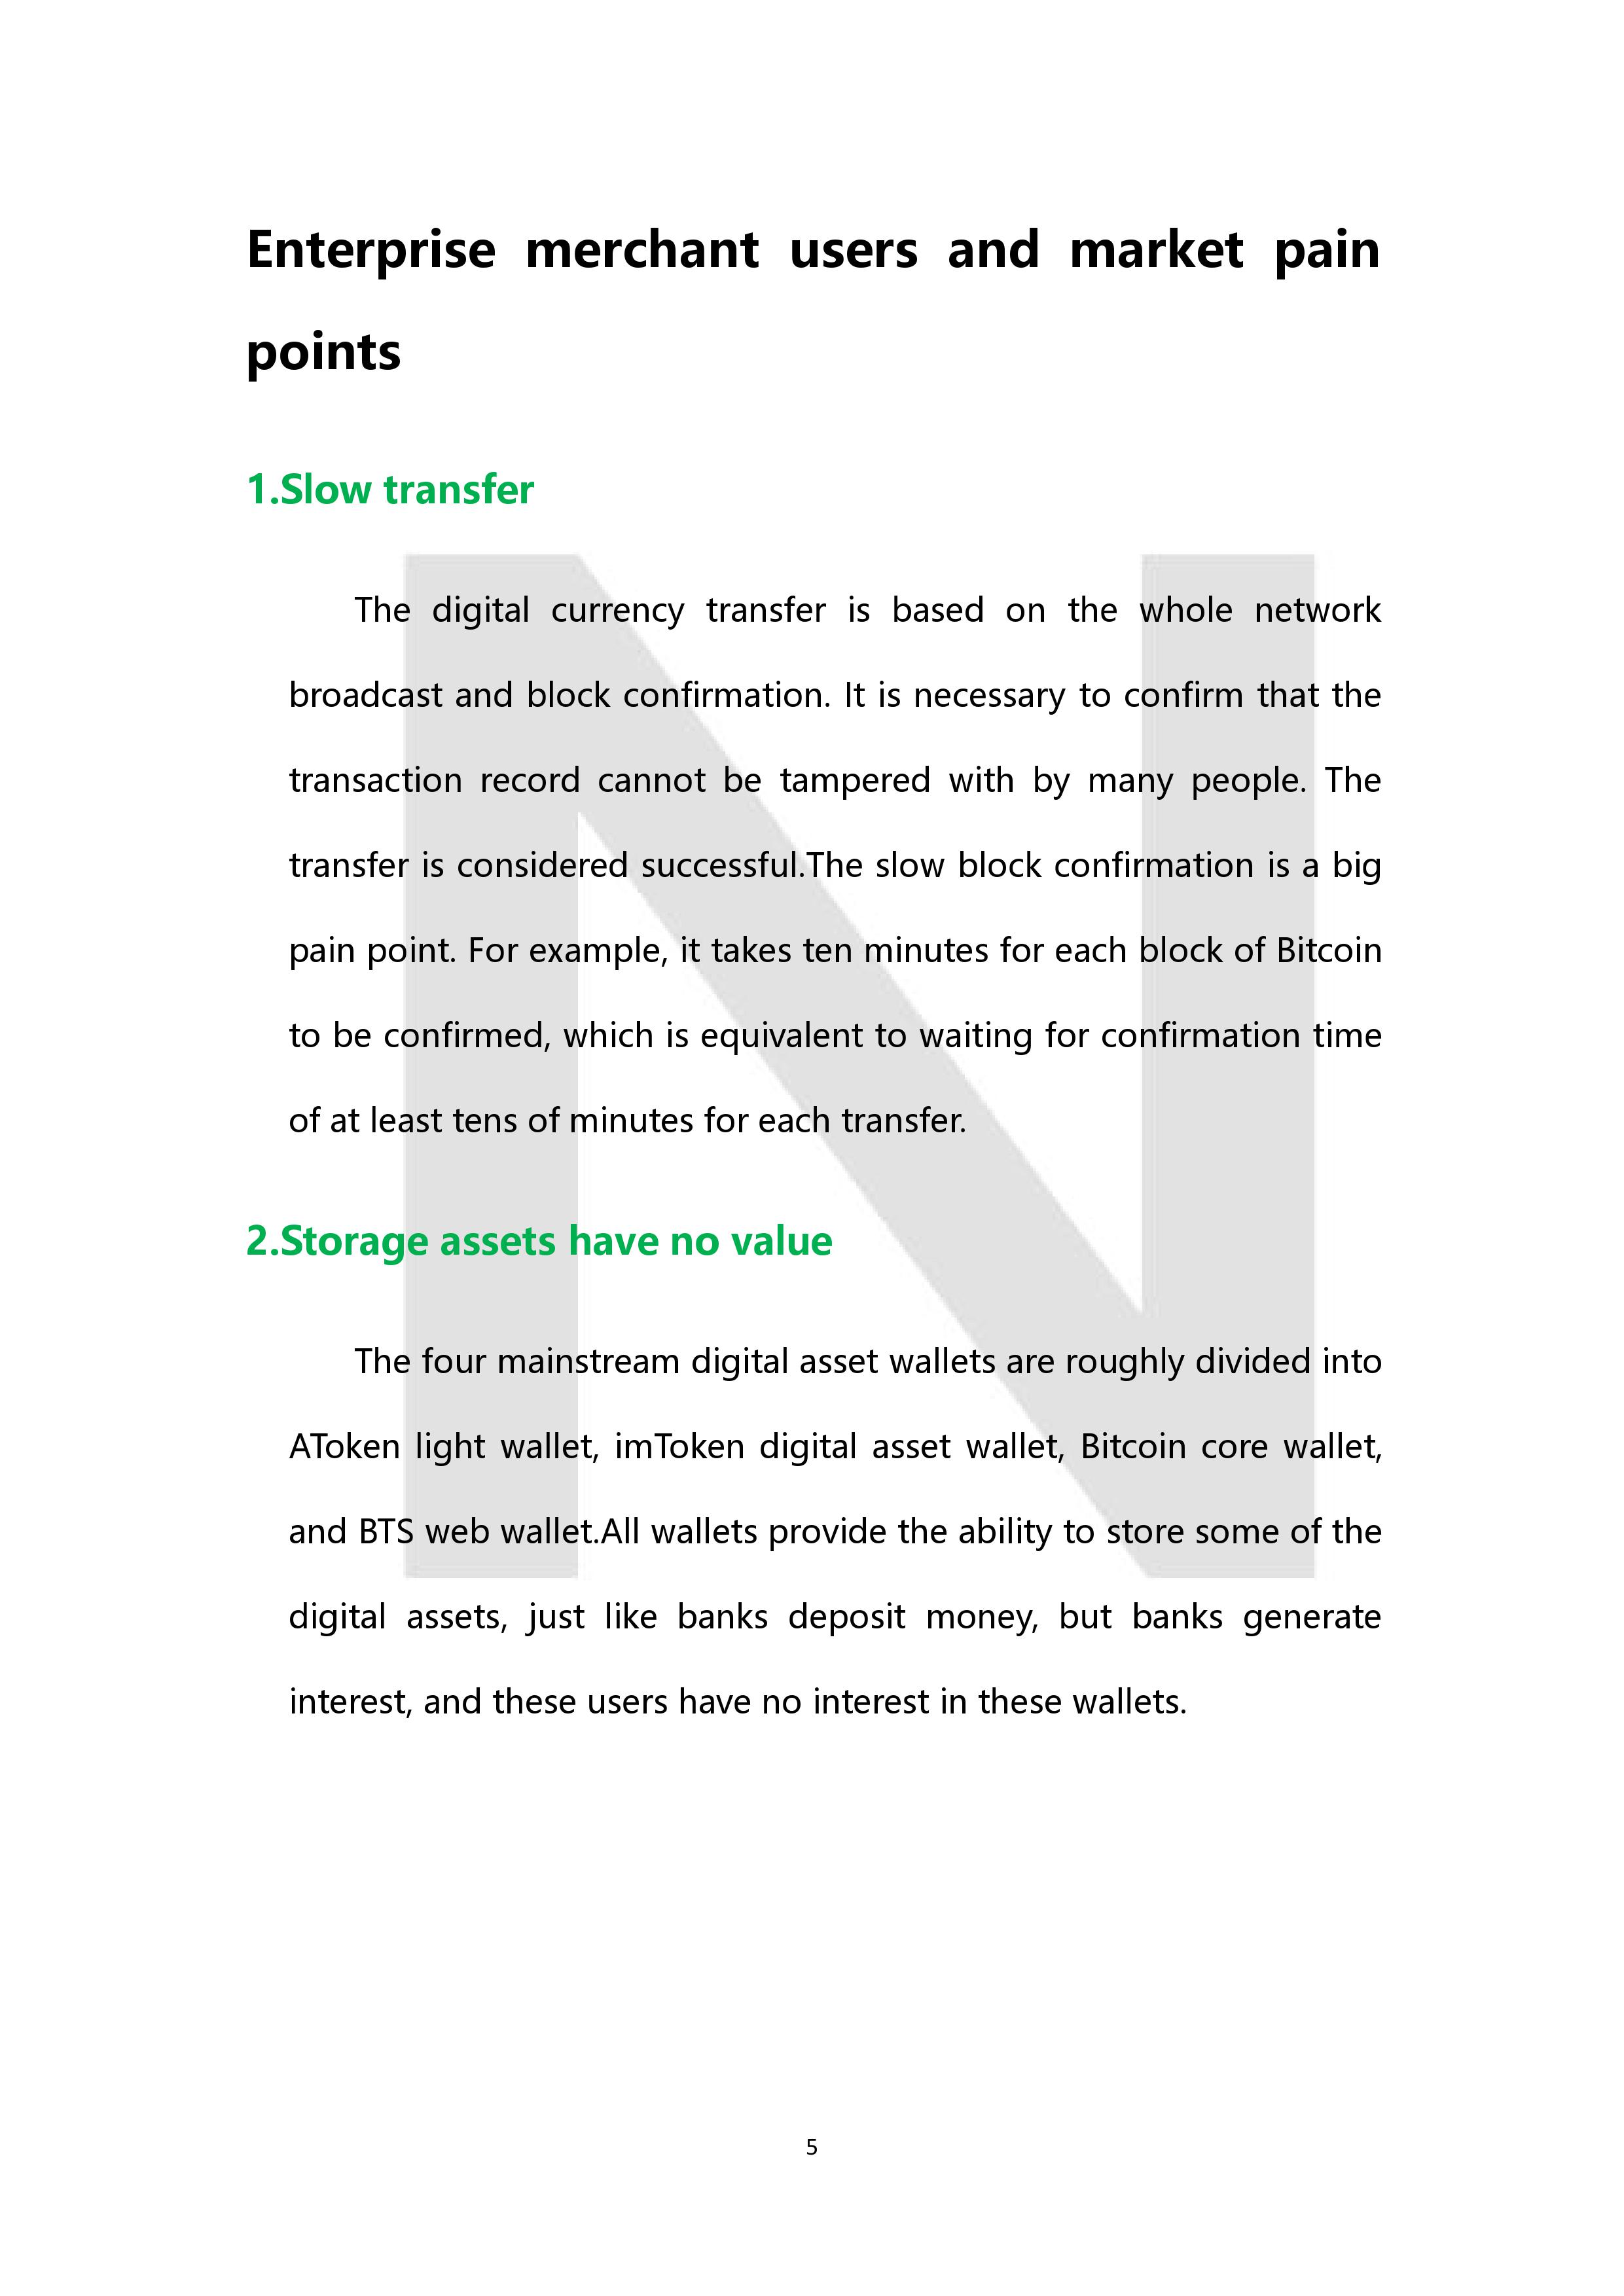 Enterprise merchant users and market pain
points
1.Slow transfer
The digital currency transfer is based on the whole network
broadcast and block confirmation. It is necessary to confirm that the
transaction record cannot be tampered with by many people. The
transfer is considered successful.The slow block confirmation is a big
pain point. For example, it takes ten minutes for each block of Bitcoin
to be confirmed, which is equivalent to waiting for confirmation time
of at least tens of minutes for each transfer.
2.Storage assets have no value
The four mainstream digital asset wallets are roughly divided into
AToken light wallet, imToken digital asset wallet, Bitcoin core wallet,
and BTS web wallet.All wallets provide the ability to store some of the
digital assets, just like banks deposit money, but banks generate
interest, and these users have no interest in these wallets.
5